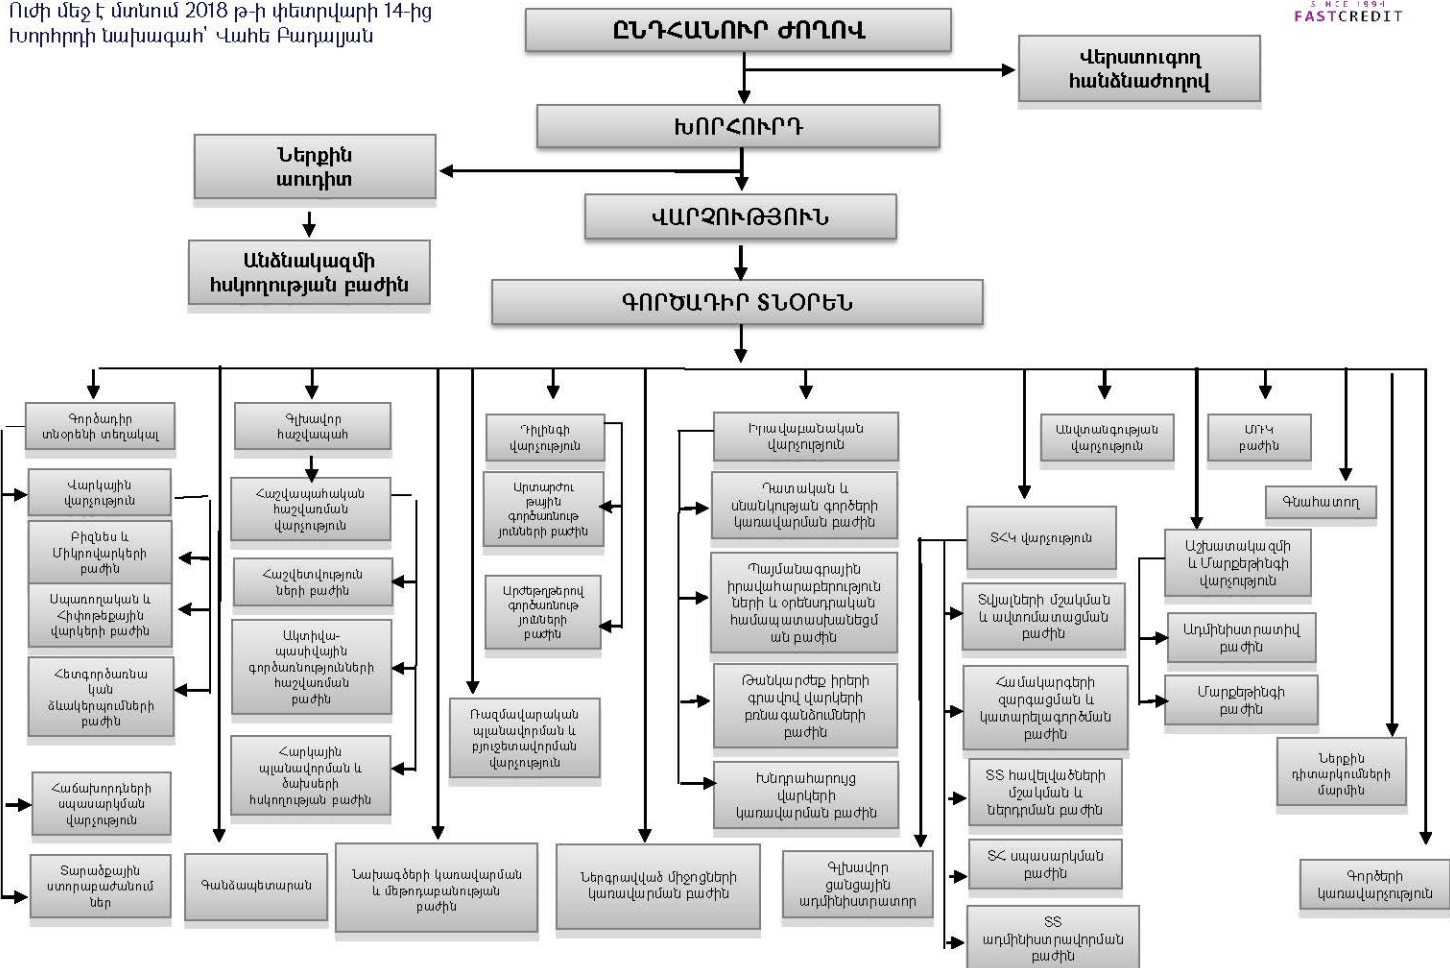 Ուժի մեջ է մտնում 2018 թ-ի փետրվարի 14-ից
Խորհրդի նախագահ՝ Վահե Բադալյան
SINCE 1994
FASTCREDIT
ԸՆԴՀԱՆՈՒՐ ԺՈՂՈՎ
Վերստուգող
հանձնաժողով
ԽՈՐՀՈՒՐԴ
Ներքին
աուդիտ
ՎԱՐՉՈՒԹՅՈՒՆ
Անձնակազմի
հսկողության բաժին
ԳՈՐԾԱԴԻՐ ՏՆՕՐԵՆ
Գործադիր
տնօրենի տեղակալ
Վարկային
վարչություն
Բիզնես և
Միկրովարկերի
բաժին
Սպառողական և
Հիփոթեքային
վարկերի բաժին
Հետգործառնա
կան
ձևակերպումների
բաժին
Հաճախորդների
սպասարկման
վարչություն
Տարածքային
ստորաբաժանում
ներ
Գանձապետարան
Գլխավոր
հաշվապահ
Հաշվապահական
հաշվառման
վարչություն
Հաշվետվություն
ների բաժին
Ակտիվա-
պասիվային
գործառնությունների
հաշվառման
բաժին
Հարկային
պլանավորման և
ծախսերի
հսկողության բաժին
Նախագծերի կառավարման
և մեթոդաբանության
բաժին
Ռազմավարական
պլանավորման և
բյուջետավորման
վարչություն
Դիլինգի
վարչություն
Արտարժու
թային
գործառնութ
յունների բաժին
Արժեթղթերով
գործառնութ
յունների
բաժին
Ներգրավված միջոցների
կառավարման բաժին
Իրավաբանական
վարչություն
Դատական և
սնանկության գործերի
կառավարման բաժին
Պայմանագրային
իրավահարաբերություն
ների և օրենսդրական
համապատասխանեցմ
ան բաժին
Թանկարժեք իրերի
գրավով վարկերի
բռնագանձումների
բաժին
Խնդրահարույց
վարկերի
կառավարման բաժին
Գլխավոր
ցանցային
ադմինիստրատոր
ՏՀԿ վարչություն
Տվյալների մշակման
և ավտոմատացման
բաժին
Համակարգերի
զարգացման և
կատարելագործման
բաժին
ՏՏ հավելվածների
մշակման և
ներդրման բաժին
ՏՀ սպասարկման
բաժին
ՏՏ
ադմինիստրավորման
բաժին
Անվտանգության
վարչություն
Աշխատակազմի
և Մարքեթինգի
վարչություն
Ադմինիստրատիվ
բաժին
Մարքեթինգի
բաժին
ՄՌԿ
բաժին
Գնահատող
Ներքին
դիտարկումների
մարմին
Գործերի
կառավարչություն